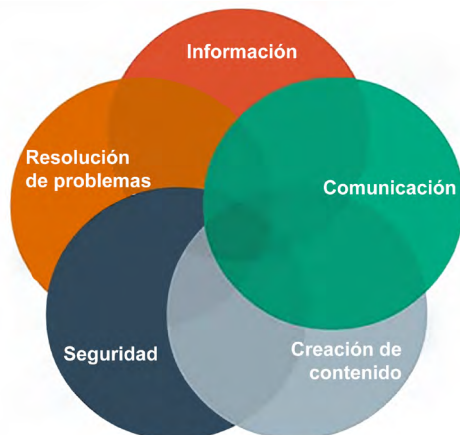 Información
Resolución
de problemas
Comunicación
Seguridad
Creación de
contenido